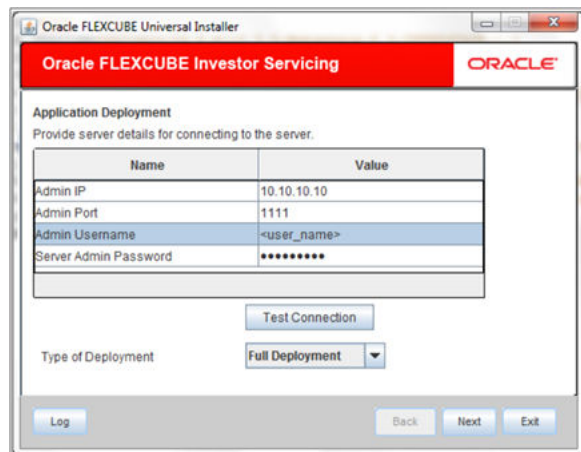 Oracle FLEXCUBE Universal Installer
Oracle FLEXCUBE Investor Servicing ORACLE
Application Deployment
Provide server details for connecting to the server.
Name Value
Admin IP 10.10.10.10
Admin Port 1111
Admin Username <user_name>
Server Admin Password •••••••••
Test Connection
Type of Deployment Full Deployment
Log Back Next Exit